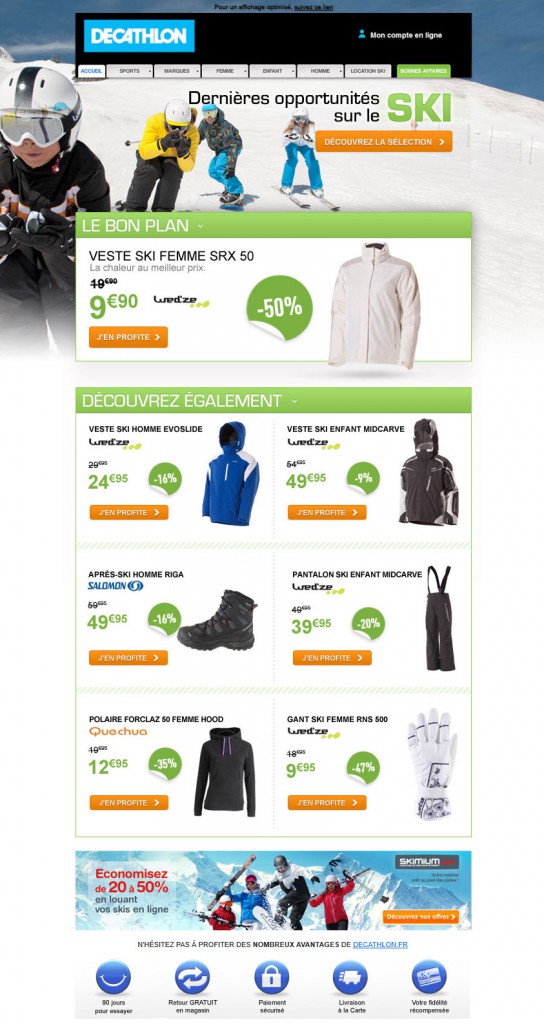 Pour un affichage optimisé, suivez ce lien
DECATHLON
Mon compte en ligne
ACCUEIL SPORTS MARQUES FEMME ENFANT HOMME LOCATION SKI BONNES AFFAIRES
Dernières opportunités
sur le SKI
DÉCOUVREZ LA SÉLECTION
LE BON PLAN
VESTE SKI FEMME SRX 50
La chaleur au meilleur prix.
19€90
9€90 Wed'ze
-50%
J'EN PROFITE
DÉCOUVREZ ÉGALEMENT
VESTE SKI HOMME EVOSLIDE
Wed'ze
29€95
24€95
-16%
J'EN PROFITE
VESTE SKI ENFANT MIDCARVE
Wed'ze
54€95
49€95
-9%
J'EN PROFITE
APRÈS-SKI HOMME RIGA
SALOMON
59€95
49€95
-16%
J'EN PROFITE
PANTALON SKI ENFANT MIDCARVE
Wed'ze
49€95
39€95
-20%
J'EN PROFITE
POLAIRE FORCLAZ 50 FEMME HOOD
Quechua
19€95
12€95
-35%
J'EN PROFITE
GANT SKI FEMME RNS 500
Wed'ze
18€95
9€95
-47%
J'EN PROFITE
Economisez
de 20 à 50%
en louant
vos skis en ligne
SKIMIUM
Découvrez nos offres
N'HÉSITEZ PAS À PROFITER DES NOMBREUX AVANTAGES DE DECATHLON.FR
90 jours
pour essayer
Retour GRATUIT
en magasin
Paiement
sécurisé
Livraison
à la Carte
Votre fidélité
récompensée